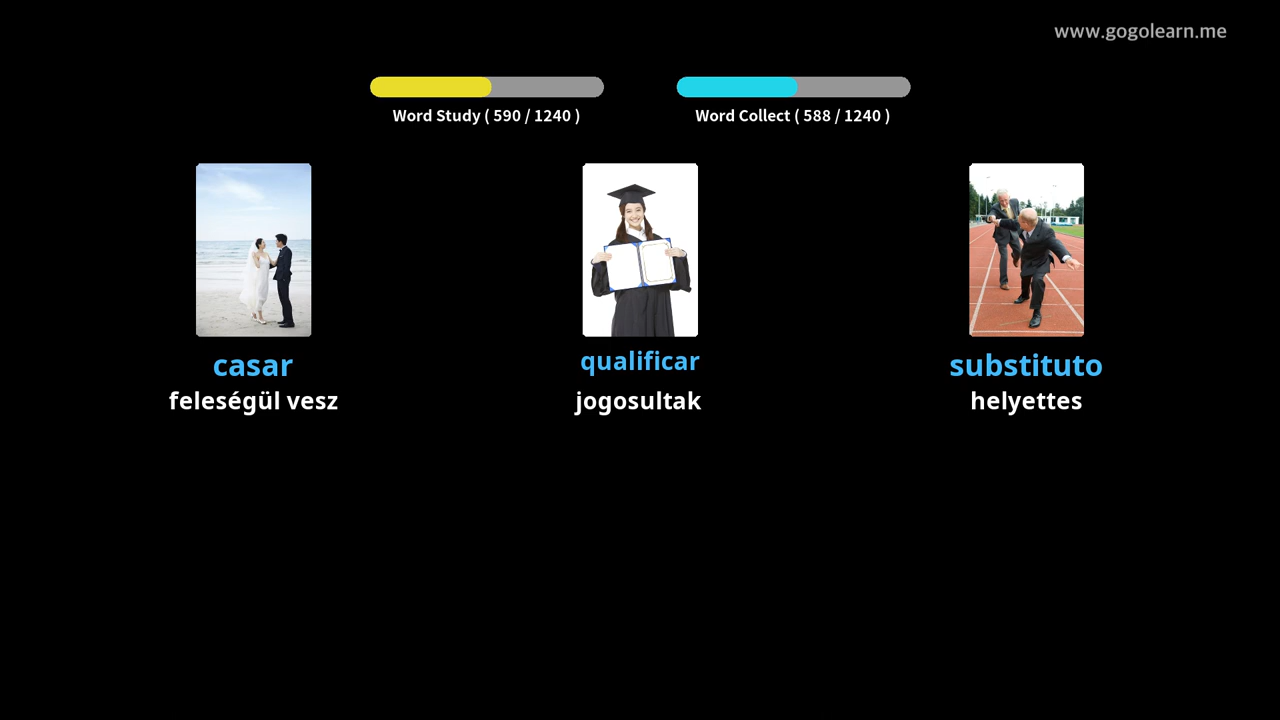 www.gogolearn.me
Word Study ( 590 / 1240 )
Word Collect ( 588 / 1240 )
casar
feleségül vesz
qualificar
jogosultak
substituto
helyettes